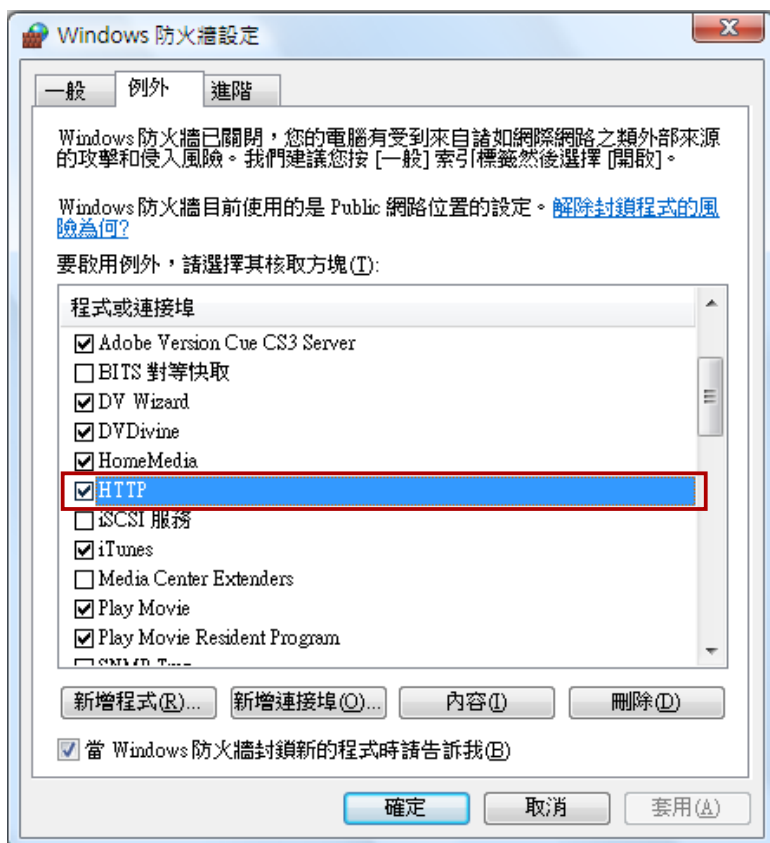 Windows 防火牆設定
一般
例外
進階
Windows 防火牆已關閉，您的電腦有受到來自諸如網際網路之類外部來源
的攻擊和侵入風險。我們建議您按 [一般] 索引標籤然後選擇 [開啟]。
Windows 防火牆目前使用的是 Public 網路位置的設定。解除封鎖程式的風
險為何?
要啟用例外，請選擇其核取方塊(T):
程式或連接埠
Adobe Version Cue CS3 Server
BITS 對等快取
DV Wizard
DVDivine
HomeMedia
HTTP
iSCSI 服務
iTunes
Media Center Extenders
Play Movie
Play Movie Resident Program
新增程式(R)...
新增連接埠(O)...
內容(I)
刪除(D)
當 Windows 防火牆封鎖新的程式時請告訴我(B)
確定
取消
套用(A)